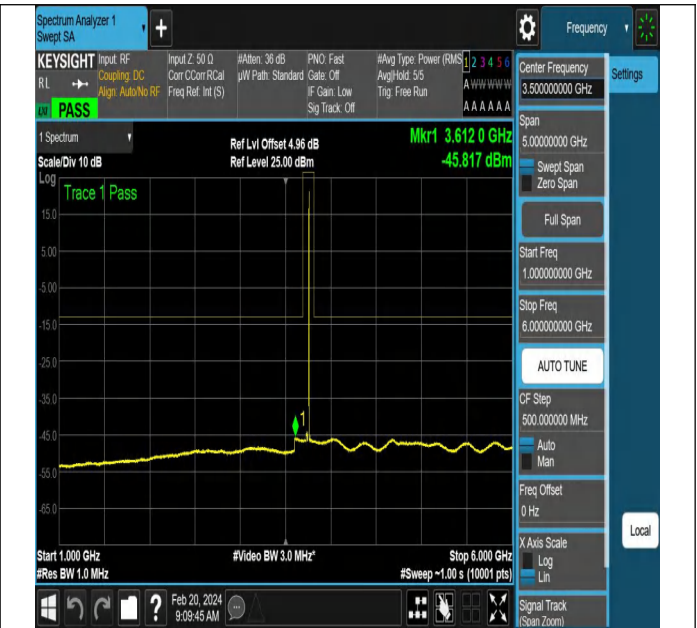 Spectrum Analyzer 1
Swept SA
Frequency
KEYSIGHT
RL
Input: RF
Coupling: DC
Align: Auto/No RF
Input Z: 50 Ω
Corr CCorr RCal
Freq Ref: Int (S)
#Atten: 36 dB
µW Path: Standard
PNO: Fast
Gate: Off
IF Gain: Low
Sig Track: Off
#Avg Type: Power (RMS
Avg|Hold: 5/5
Trig: Free Run
1 2 3 4 5 6
A W W W W W
A A A A A A
PASS
1 Spectrum
Scale/Div 10 dB
Ref Lvl Offset 4.96 dB
Ref Level 25.00 dBm
Mkr1 3.612 0 GHz
-45.817 dBm
Log
Trace 1 Pass
15.0
5.00
-5.00
-15.0
-25.0
-35.0
-45.0
-55.0
-65.0
1
Start 1.000 GHz
#Res BW 1.0 MHz
#Video BW 3.0 MHz*
Stop 6.000 GHz
#Sweep ~1.00 s (10001 pts)
Feb 20, 2024
9:09:45 AM
Center Frequency
3.500000000 GHz
Settings
Span
5.00000000 GHz
Swept Span
Zero Span
Full Span
Start Freq
1.000000000 GHz
Stop Freq
6.000000000 GHz
AUTO TUNE
CF Step
500.000000 MHz
Auto
Man
Freq Offset
0 Hz
X Axis Scale
Log
Lin
Local
Signal Track
(Span Zoom)